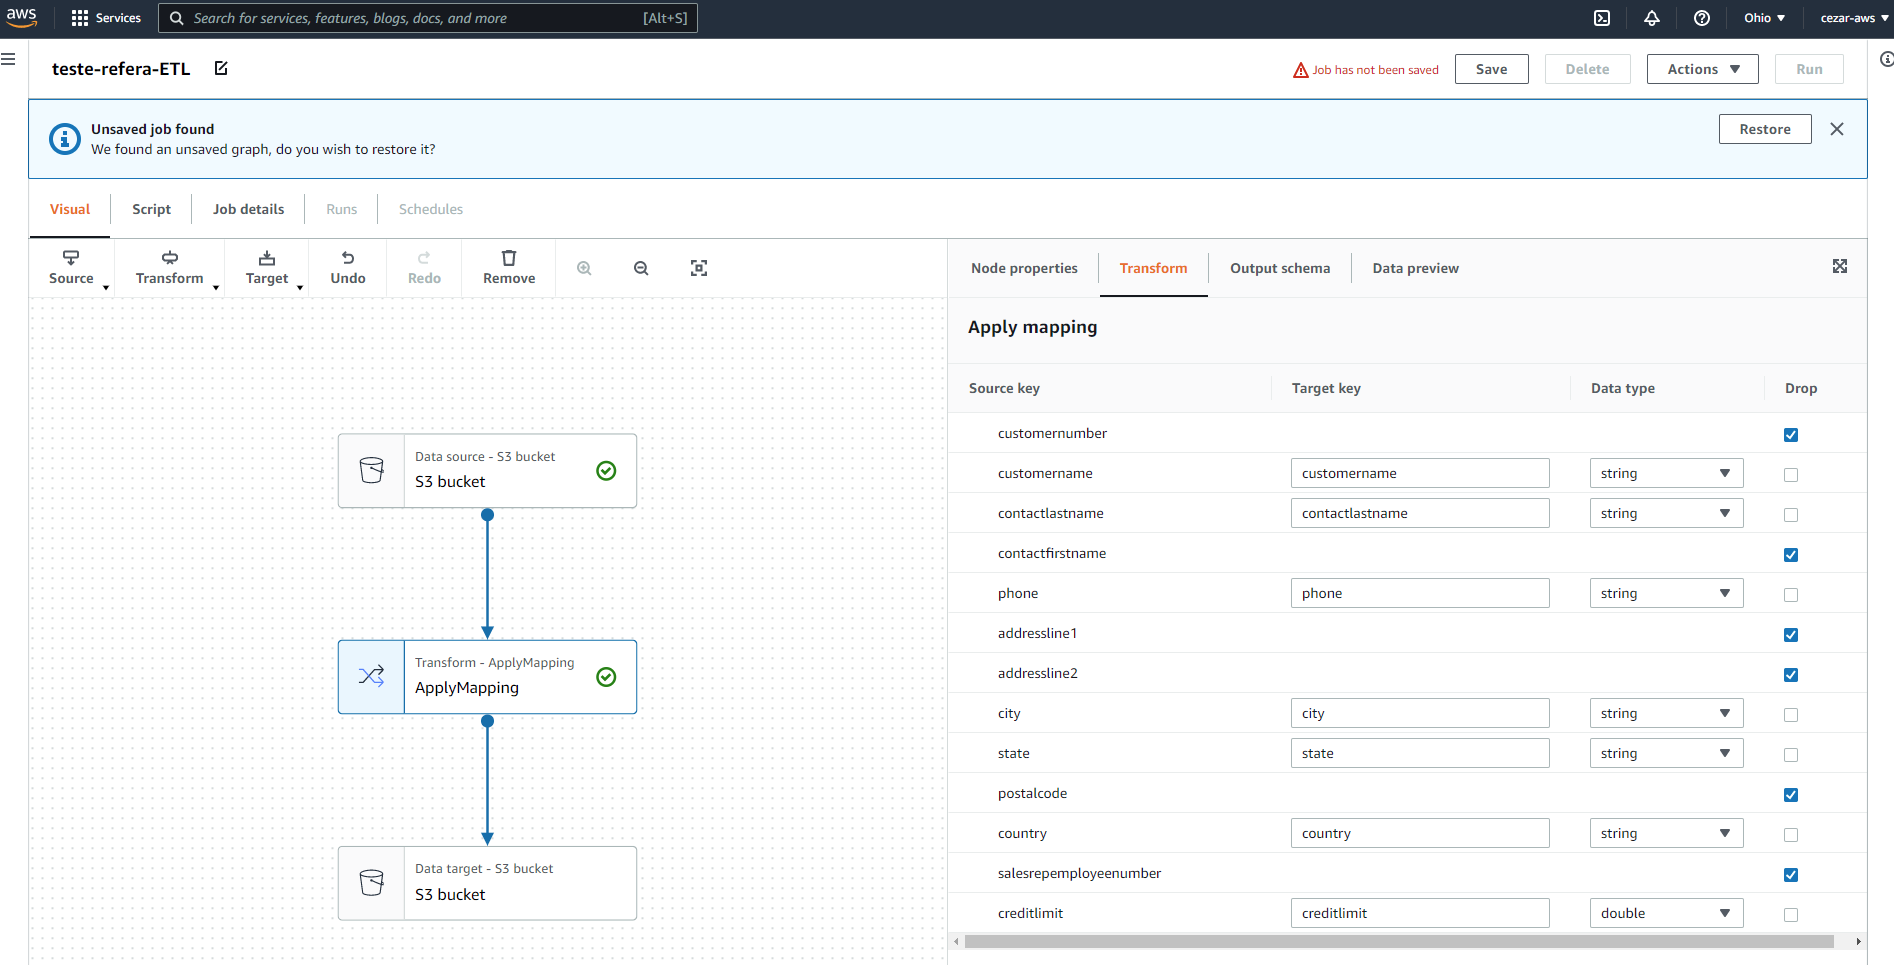 aws Services Search for services, features, blogs, docs, and more [Alt+S] Ohio cezar-aws
teste-refera-ETL Job has not been saved Save Delete Actions Run
Unsaved job found
We found an unsaved graph, do you wish to restore it?
Restore
Visual Script Job details Runs Schedules
Source Transform Target Undo Redo Remove
Node properties Transform Output schema Data preview
Data source - S3 bucket
S3 bucket
Transform - ApplyMapping
ApplyMapping
Data target - S3 bucket
S3 bucket
Apply mapping
Source key Target key Data type Drop
customernumber
customername customername string
contactlastname contactlastname string
contactfirstname
phone phone string
addressline1
addressline2
city city string
state state string
postalcode
country country string
salesrepemployeenumber
creditlimit creditlimit double